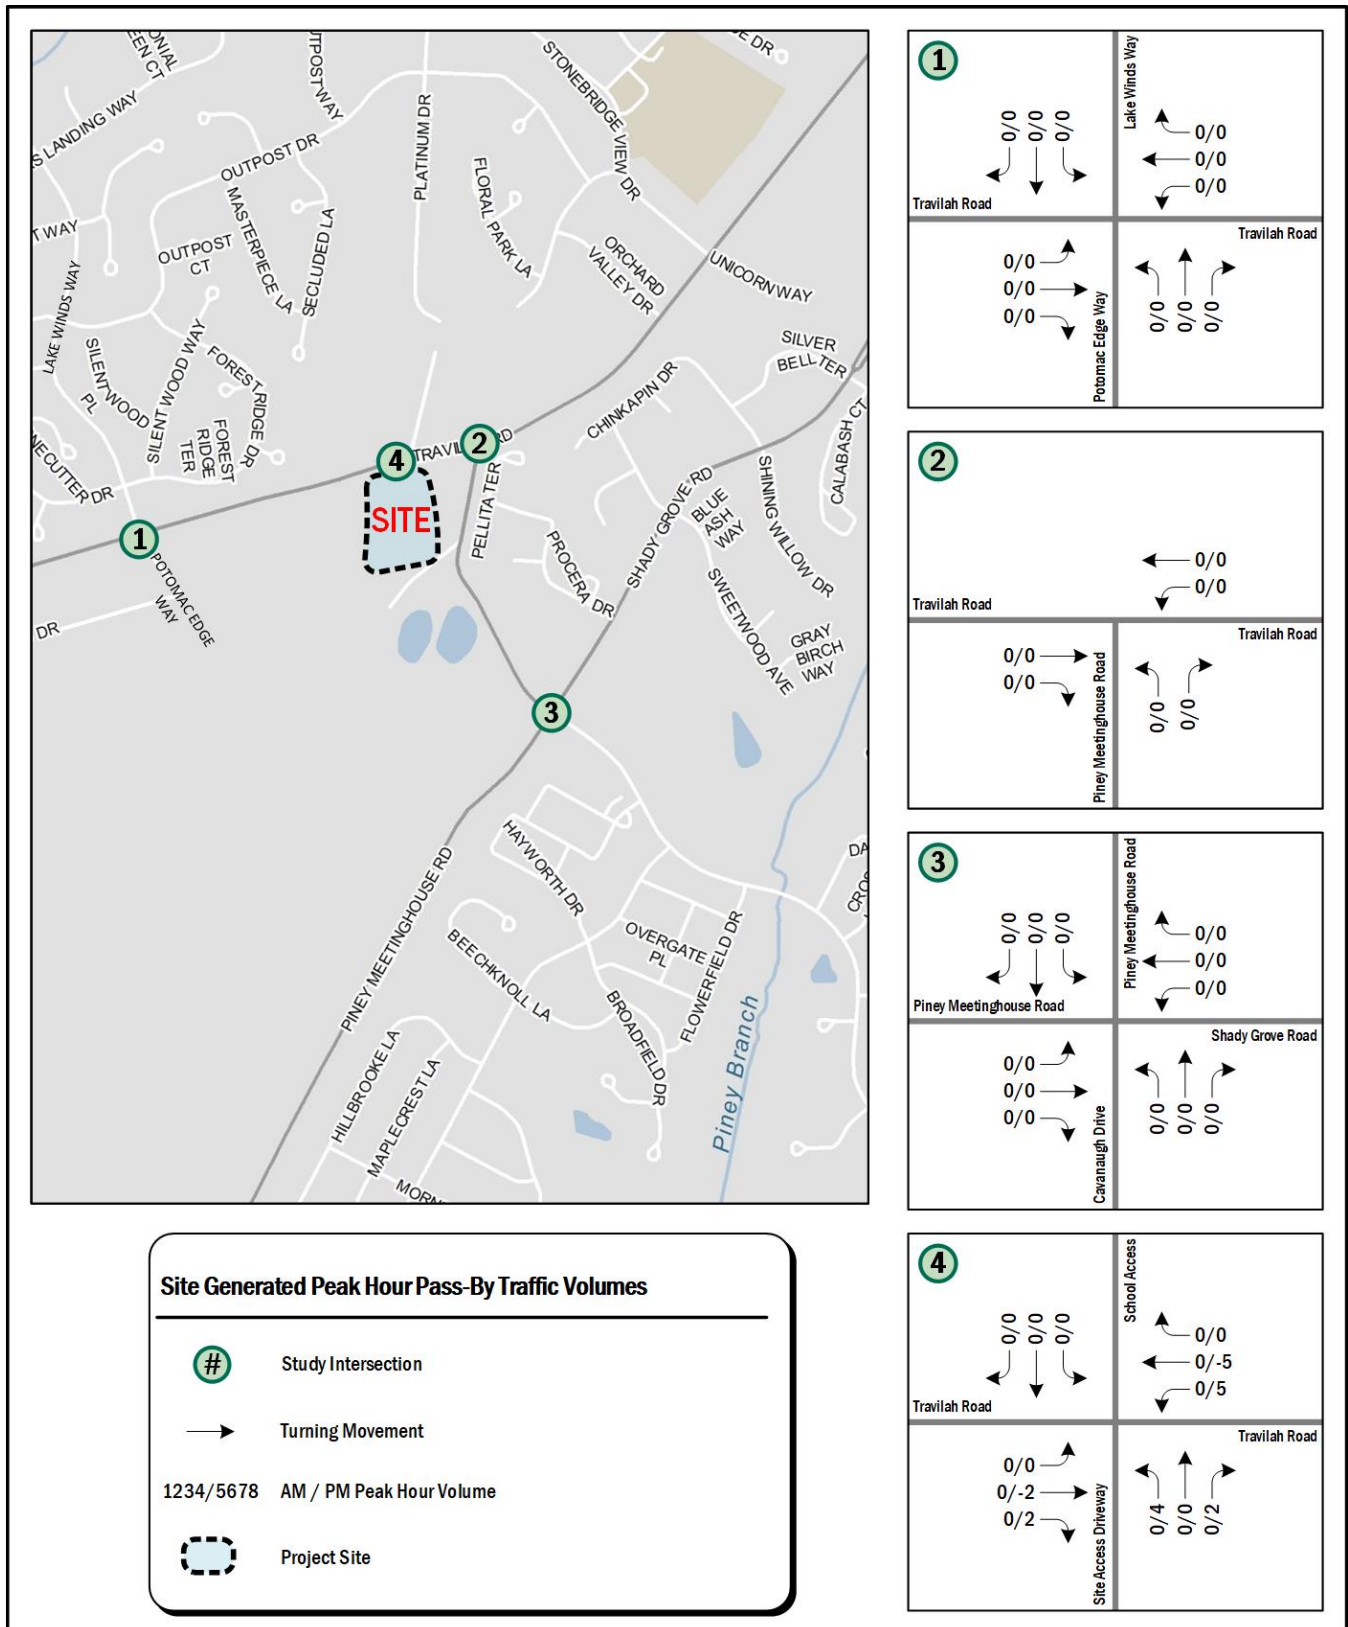 ONIAL
EEN CT
S LANDING WAY
T WAY
LAKE WINDS WAY
UTPOST WAY
OUTPOST DR
MASTERPIECE LA
OUTPOST
CT
SECLUDED LA
PLATINUM DR
STONEBRIDGE VIEW DR
E DR
FLORAL PARK LA
ORCHARD
VALLEY DR
UNICORN WAY
SILVER
BELL TER
SILENTWOOD
PL
SILENT WOOD WAY
FOREST RIDGE DR
FOREST
RIDGE
TER
NECUTTER DR
CHINKAPIN DR
CALABASH CT
4
TRAVIL
RD
2
SITE
PELLITA TER
PROCERA DR
SHADY GROVE RD
BLUE
ASH
WAY
SHINING WILLOW DR
SWEETWOOD AVE
GRAY
BIRCH
WAY
1
POTOMAC EDGE
WAY
DR
3
HAYWORTH DR
PINEY MEETINGHOUSE RD
BEECHKNOLL LA
OVERGATE
PL
FLOWERFIELD DR
BROADFIELD DR
HILLBROOKE LA
MAPLECREST LA
MORN
Piney Branch
DA
CROS
1
Lake Winds Way
0/0
0/0
0/0
0/0
0/0
0/0
Travilah Road
Travilah Road
0/0
0/0
0/0
Potomac Edge Way
0/0
0/0
0/0
2
0/0
0/0
Travilah Road
Travilah Road
0/0
0/0
Piney Meetinghouse Road
0/0
0/0
3
Piney Meetinghouse Road
0/0
0/0
0/0
0/0
0/0
0/0
Piney Meetinghouse Road
Shady Grove Road
0/0
0/0
0/0
Cavanaugh Drive
0/0
0/0
0/0
4
School Access
0/0
0/0
0/0
0/0
0/-5
0/5
Travilah Road
Travilah Road
0/0
0/-2
0/2
Site Access Driveway
0/4
0/0
0/2
Site Generated Peak Hour Pass-By Traffic Volumes
# Study Intersection
Turning Movement
1234/5678 AM / PM Peak Hour Volume
Project Site